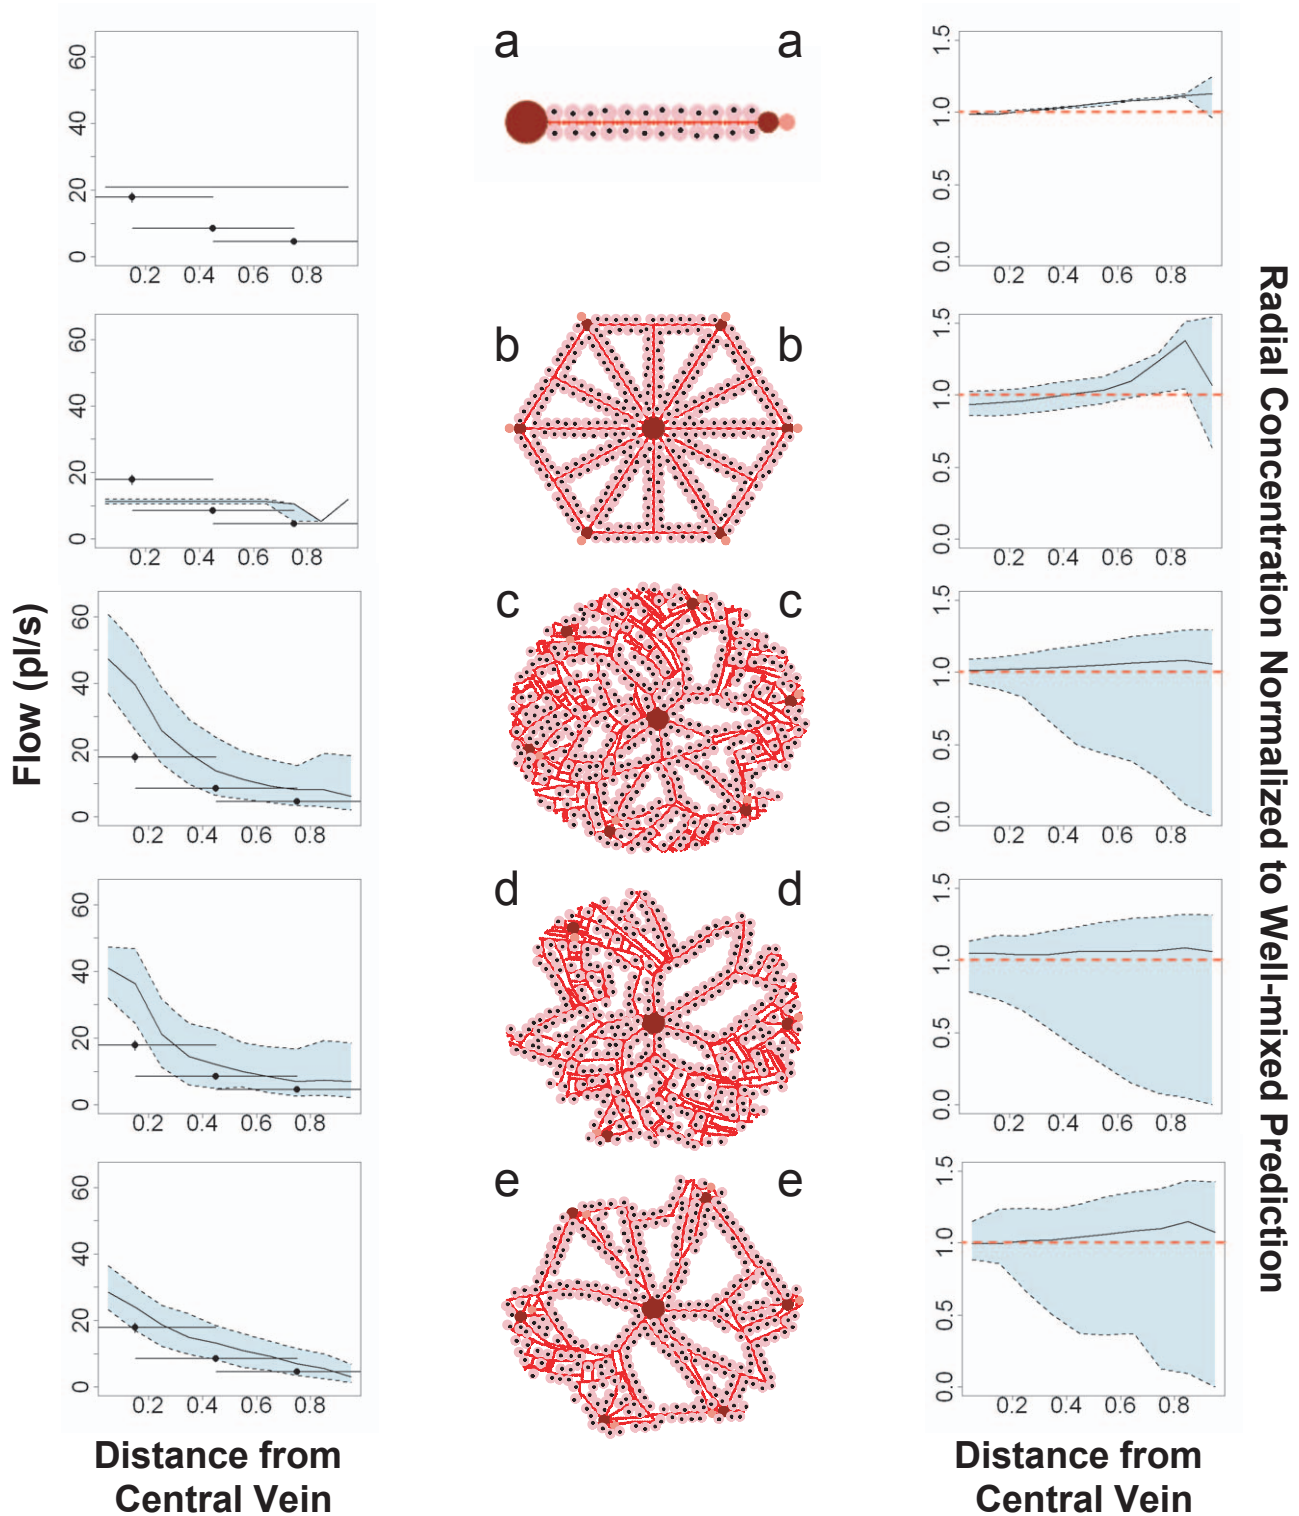 a a
60
40
20
0
0.2 0.4 0.6 0.8
1.5
1.0
0.5
0.0
0.2 0.4 0.6 0.8
b b
60
40
20
0
0.2 0.4 0.6 0.8
1.5
1.0
0.5
0.0
0.2 0.4 0.6 0.8
c c
60
40
20
0
0.2 0.4 0.6 0.8
1.5
1.0
0.5
0.0
0.2 0.4 0.6 0.8
d d
60
40
20
0
0.2 0.4 0.6 0.8
1.5
1.0
0.5
0.0
0.2 0.4 0.6 0.8
e e
60
40
20
0
0.2 0.4 0.6 0.8
1.5
1.0
0.5
0.0
0.2 0.4 0.6 0.8
Flow (pl/s)
Radial Concentration Normalized to Well-mixed Prediction
Distance from
Central Vein
Distance from
Central Vein